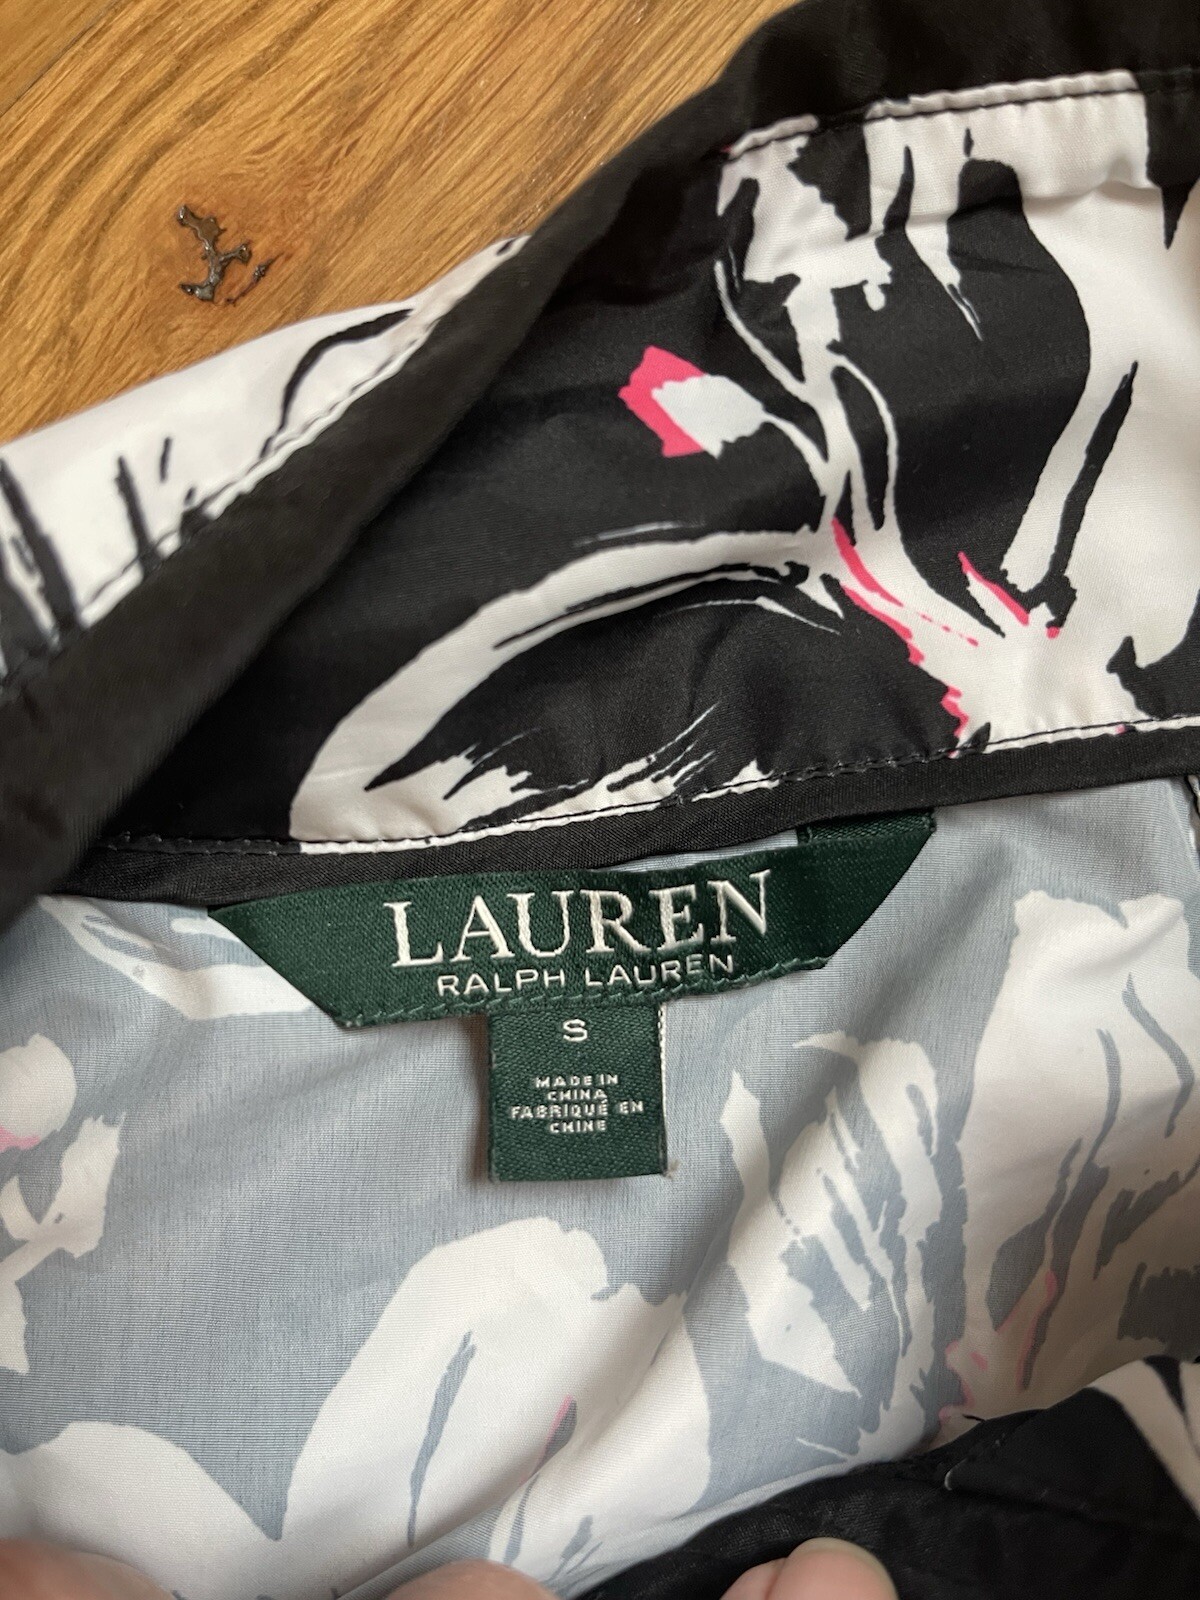 LAUREN
RALPH LAUREN
S
MADE IN
CHINA
FABRIQUÉ EN
CHINE